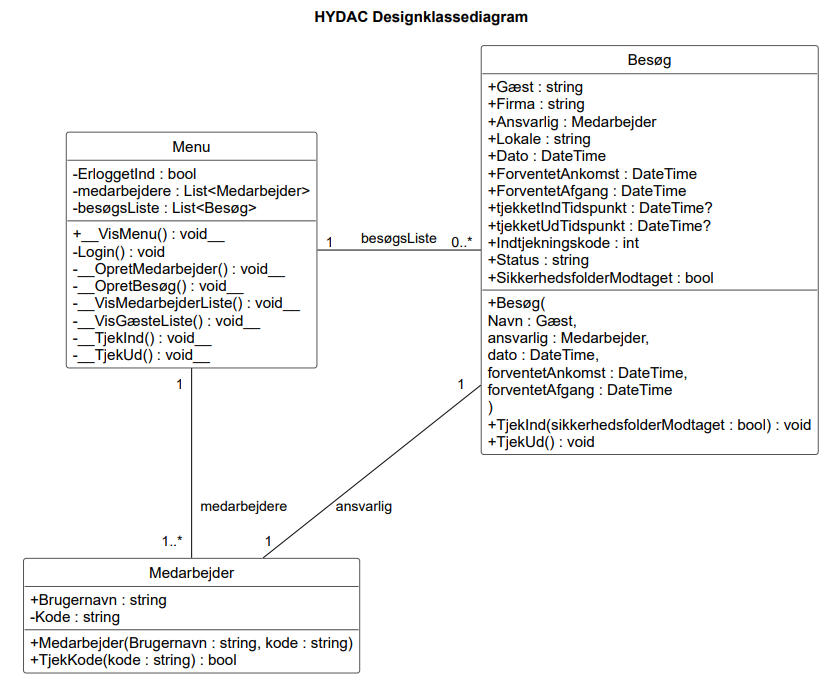 HYDAC Designklassediagram
Besøg
+Gæst : string
+Firma : string
+Ansvarlig : Medarbejder
+Lokale : string
+Dato : DateTime
+ForventetAnkomst : DateTime
+ForventetAfgang : DateTime
+tjekketIndTidspunkt : DateTime?
+tjekketUdTidspunkt : DateTime?
+Indtjekningskode : int
+Status : string
+SikkerhedsfolderModtaget : bool
+Besøg(
Navn : Gæst,
ansvarlig : Medarbejder,
dato : DateTime,
forventetAnkomst : DateTime,
forventetAfgang : DateTime
)
+TjekInd(sikkerhedsfolderModtaget : bool) : void
+TjekUd() : void
Menu
-ErloggetInd : bool
-medarbejdere : List<Medarbejder>
-besøgsListe : List<Besøg>
+__VisMenu() : void__
-Login() : void
-__OpretMedarbejder() : void__
-__OpretBesøg() : void__
-__VisMedarbejderListe() : void__
-__VisGæsteListe() : void__
-__TjekInd() : void__
-__TjekUd() : void__
1
besøgsListe
0..*
1
1
medarbejdere
ansvarlig
1..*
1
Medarbejder
+Brugernavn : string
-Kode : string
+Medarbejder(Brugernavn : string, kode : string)
+TjekKode(kode : string) : bool